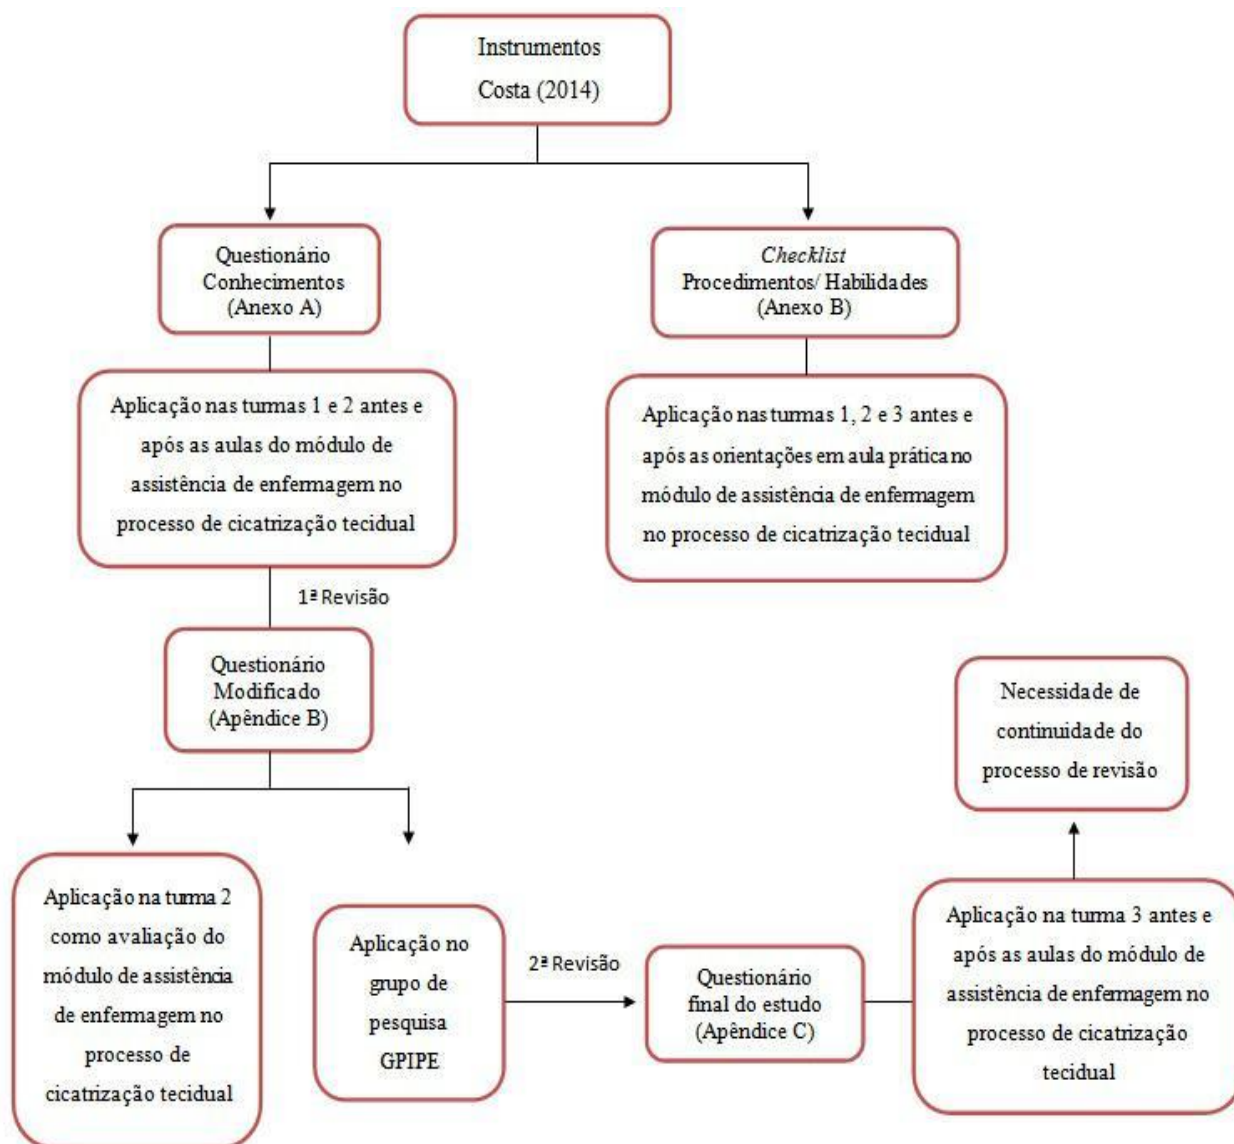 Instrumentos
Costa (2014)
Questionário
Conhecimentos
(Anexo A)
Checklist
Procedimentos/ Habilidades
(Anexo B)
Aplicação nas turmas 1 e 2 antes e
após as aulas do módulo de
assistência de enfermagem no
processo de cicatrização tecidual
Aplicação nas turmas 1, 2 e 3 antes e
após as orientações em aula prática no
módulo de assistência de enfermagem
no processo de cicatrização tecidual
1ª Revisão
Questionário
Modificado
(Apêndice B)
Necessidade de
continuidade do
processo de revisão
Aplicação na turma 2
como avaliação do
módulo de assistência
de enfermagem no
processo de
cicatrização tecidual
Aplicação no
grupo de
pesquisa
GPIPE
2ª Revisão
Questionário
final do estudo
(Apêndice C)
Aplicação na turma 3 antes e
após as aulas do módulo de
assistência de enfermagem no
processo de cicatrização
tecidual